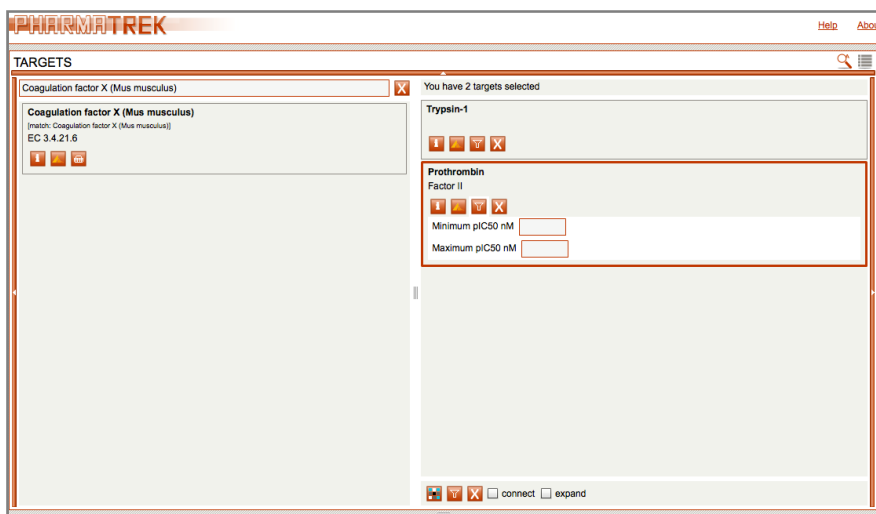 PHARMATREK
Help Abou
TARGETS
Coagulation factor X (Mus musculus)
Coagulation factor X (Mus musculus)
[match: Coagulation factor X (Mus musculus)]
EC 3.4.21.6
You have 2 targets selected
Trypsin-1
Prothrombin
Factor II
Minimum pIC50 nM
Maximum pIC50 nM
connect expand